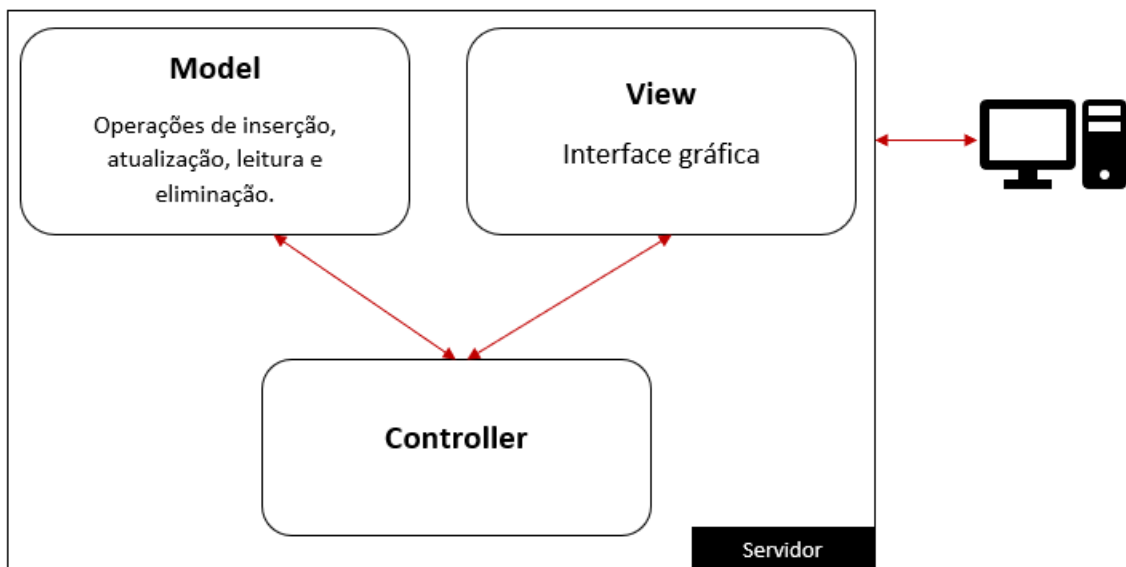 Model
Operações de inserção,
atualização, leitura e
eliminação.
View
Interface gráfica
Controller
Servidor